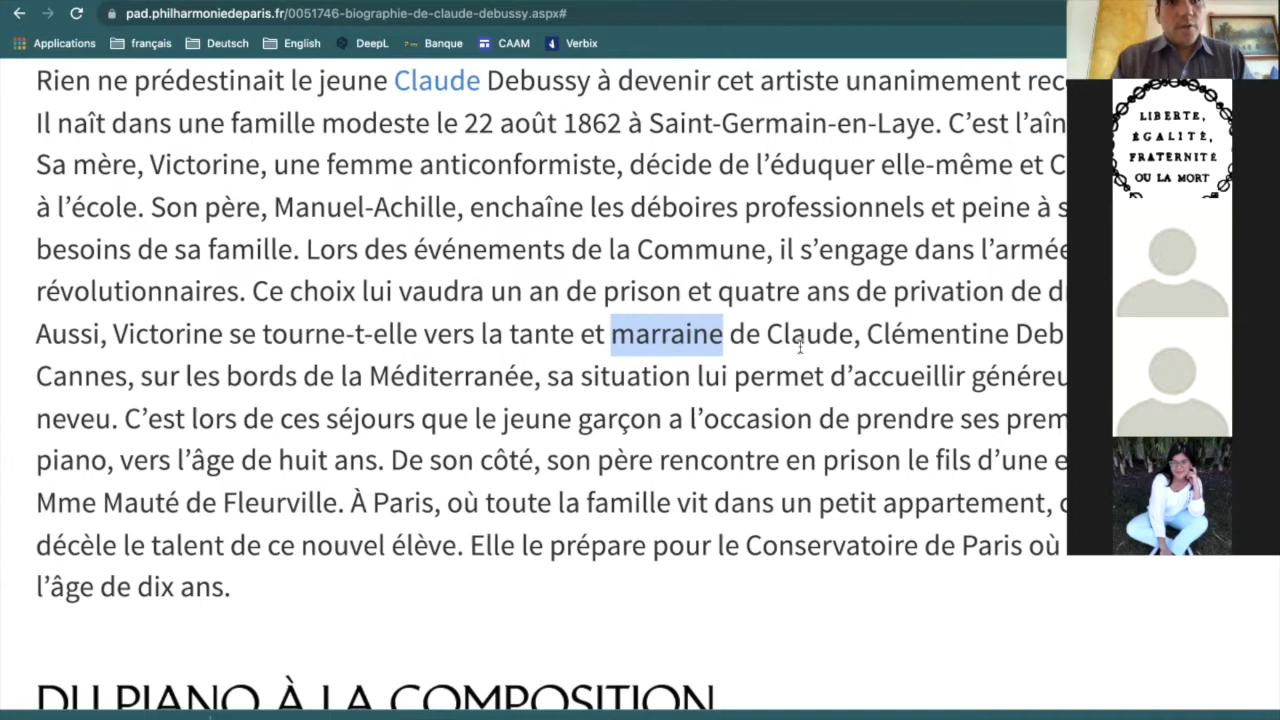 pad.philharmoniedeparis.fr/0051746-biographie-de-claude-debussy.aspx#
Applications français Deutsch English DeepL Banque CAAM Verbix
Rien ne prédestinait le jeune Claude Debussy à devenir cet artiste unanimement
Il naît dans une famille modeste le 22 août 1862 à Saint-Germain-en-Laye. C’est
Sa mère, Victorine, une femme anticonformiste, décide de l’éduquer elle-même et
à l’école. Son père, Manuel-Achille, enchaîne les déboires professionnels et peine à
besoins de sa famille. Lors des événements de la Commune, il s’engage dans l’armée
révolutionnaires. Ce choix lui vaudra un an de prison et quatre ans de privation de
Aussi, Victorine se tourne-t-elle vers la tante et marraine de Claude, Clémentine Deb
Cannes, sur les bords de la Méditerranée, sa situation lui permet d’accueillir
neveu. C’est lors de ces séjours que le jeune garçon a l’occasion de prendre ses prem
piano, vers l’âge de huit ans. De son côté, son père rencontre en prison le fils d’une
Mme Mauté de Fleurville. À Paris, où toute la famille vit dans un petit appartement,
décèle le talent de ce nouvel élève. Elle le prépare pour le Conservatoire de Paris où
l’âge de dix ans.
DU PIANO À LA COMPOSITION
LIBERTÉ,
ÉGALITÉ,
FRATERNITÉ
OU LA MORT